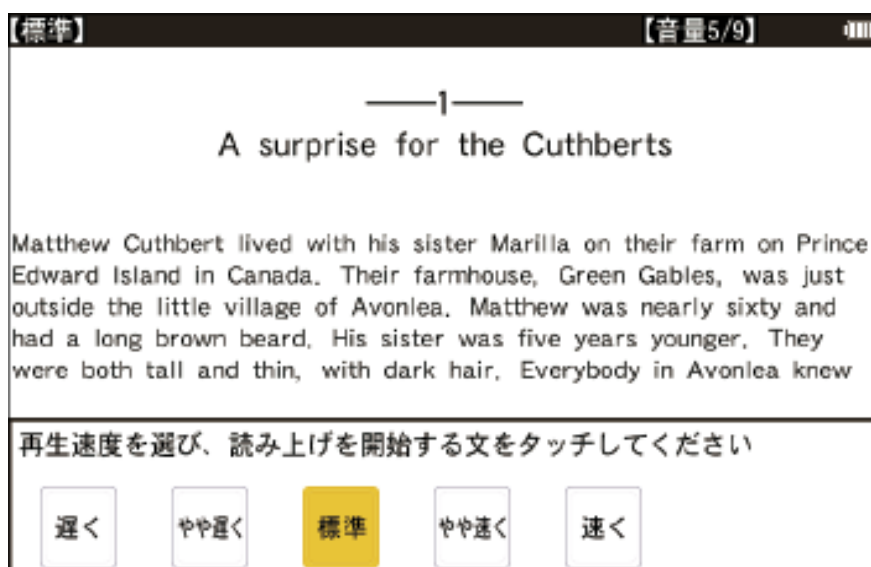 【標準】 【音量5/9】
1
A surprise for the Cuthberts
Matthew Cuthbert lived with his sister Marilla on their farm on Prince
Edward Island in Canada. Their farmhouse, Green Gables, was just
outside the little village of Avonlea. Matthew was nearly sixty and
had a long brown beard. His sister was five years younger. They
were both tall and thin, with dark hair. Everybody in Avonlea knew
再生速度を選び、読み上げを開始する文をタッチしてください
遅く やや遅く 標準 やや速く 速く